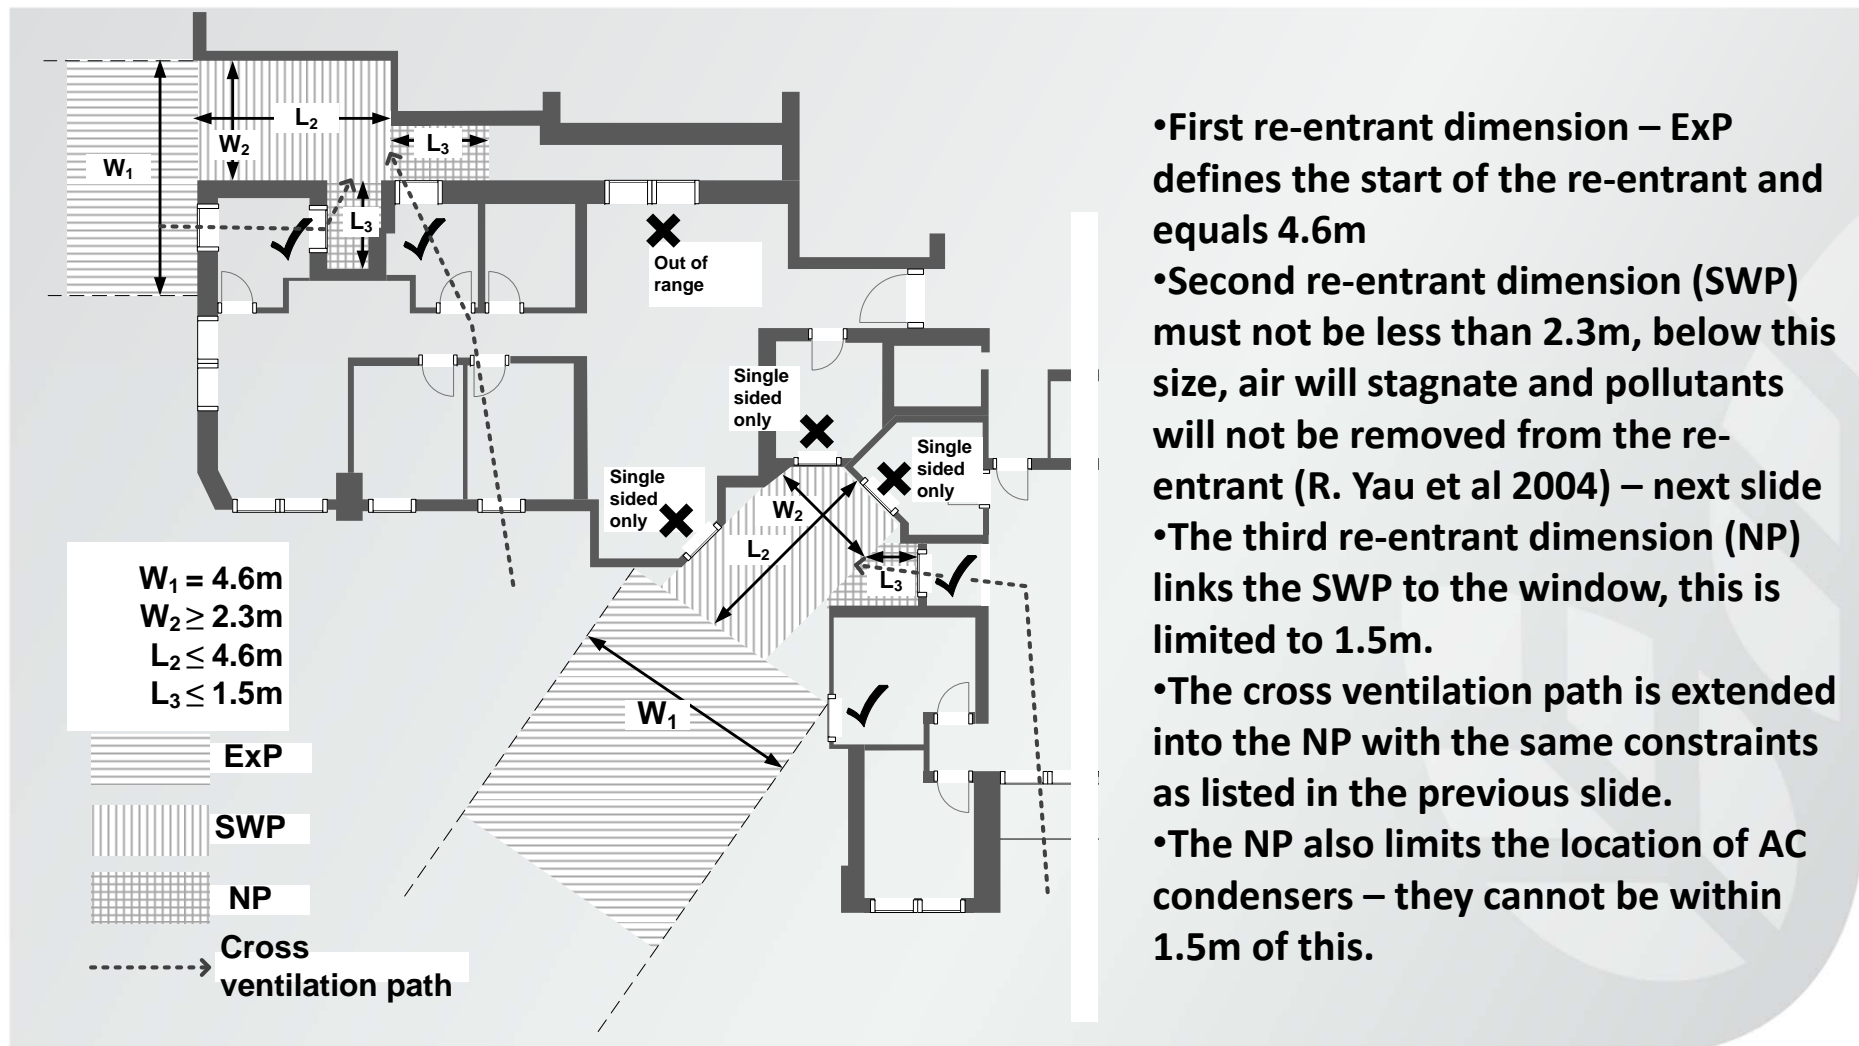 W1
W2
L2
L3
L3
Out of
range
Single
sided
only
Single
sided
only
Single
sided
only
W2
L2
L3
W1
W1 = 4.6m
W2 ≥ 2.3m
L2 ≤ 4.6m
L3 ≤ 1.5m
ExP
SWP
NP
Cross
ventilation path
•First re-entrant dimension – ExP
defines the start of the re-entrant and
equals 4.6m
•Second re-entrant dimension (SWP)
must not be less than 2.3m, below this
size, air will stagnate and pollutants
will not be removed from the re-
entrant (R. Yau et al 2004) – next slide
•The third re-entrant dimension (NP)
links the SWP to the window, this is
limited to 1.5m.
•The cross ventilation path is extended
into the NP with the same constraints
as listed in the previous slide.
•The NP also limits the location of AC
condensers – they cannot be within
1.5m of this.